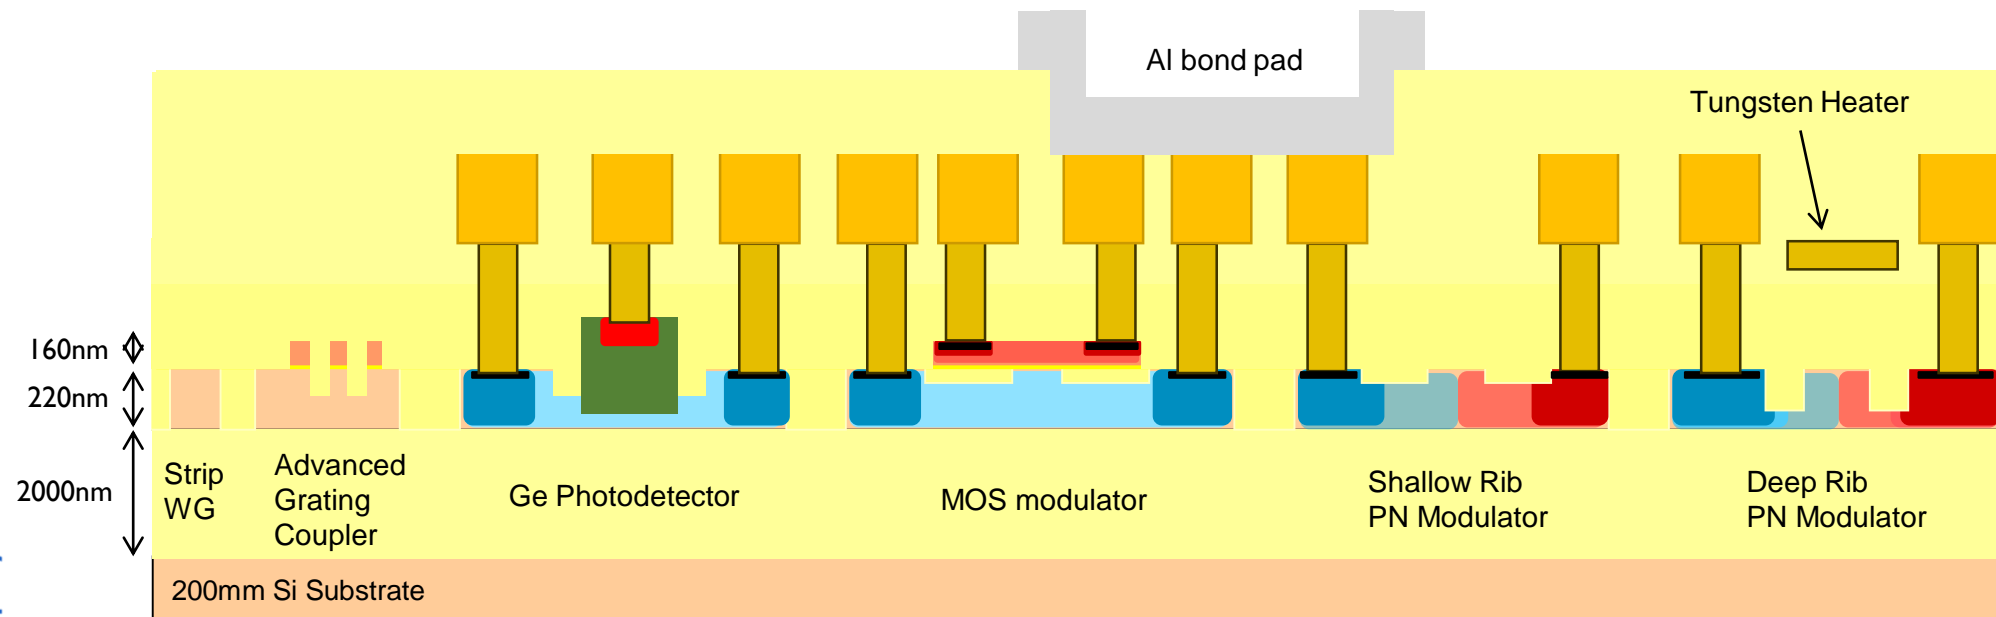 Al bond pad
Tungsten Heater
160nm
220nm
2000nm
Strip
WG
Advanced
Grating
Coupler
Ge Photodetector
MOS modulator
Shallow Rib
PN Modulator
Deep Rib
PN Modulator
200mm Si Substrate